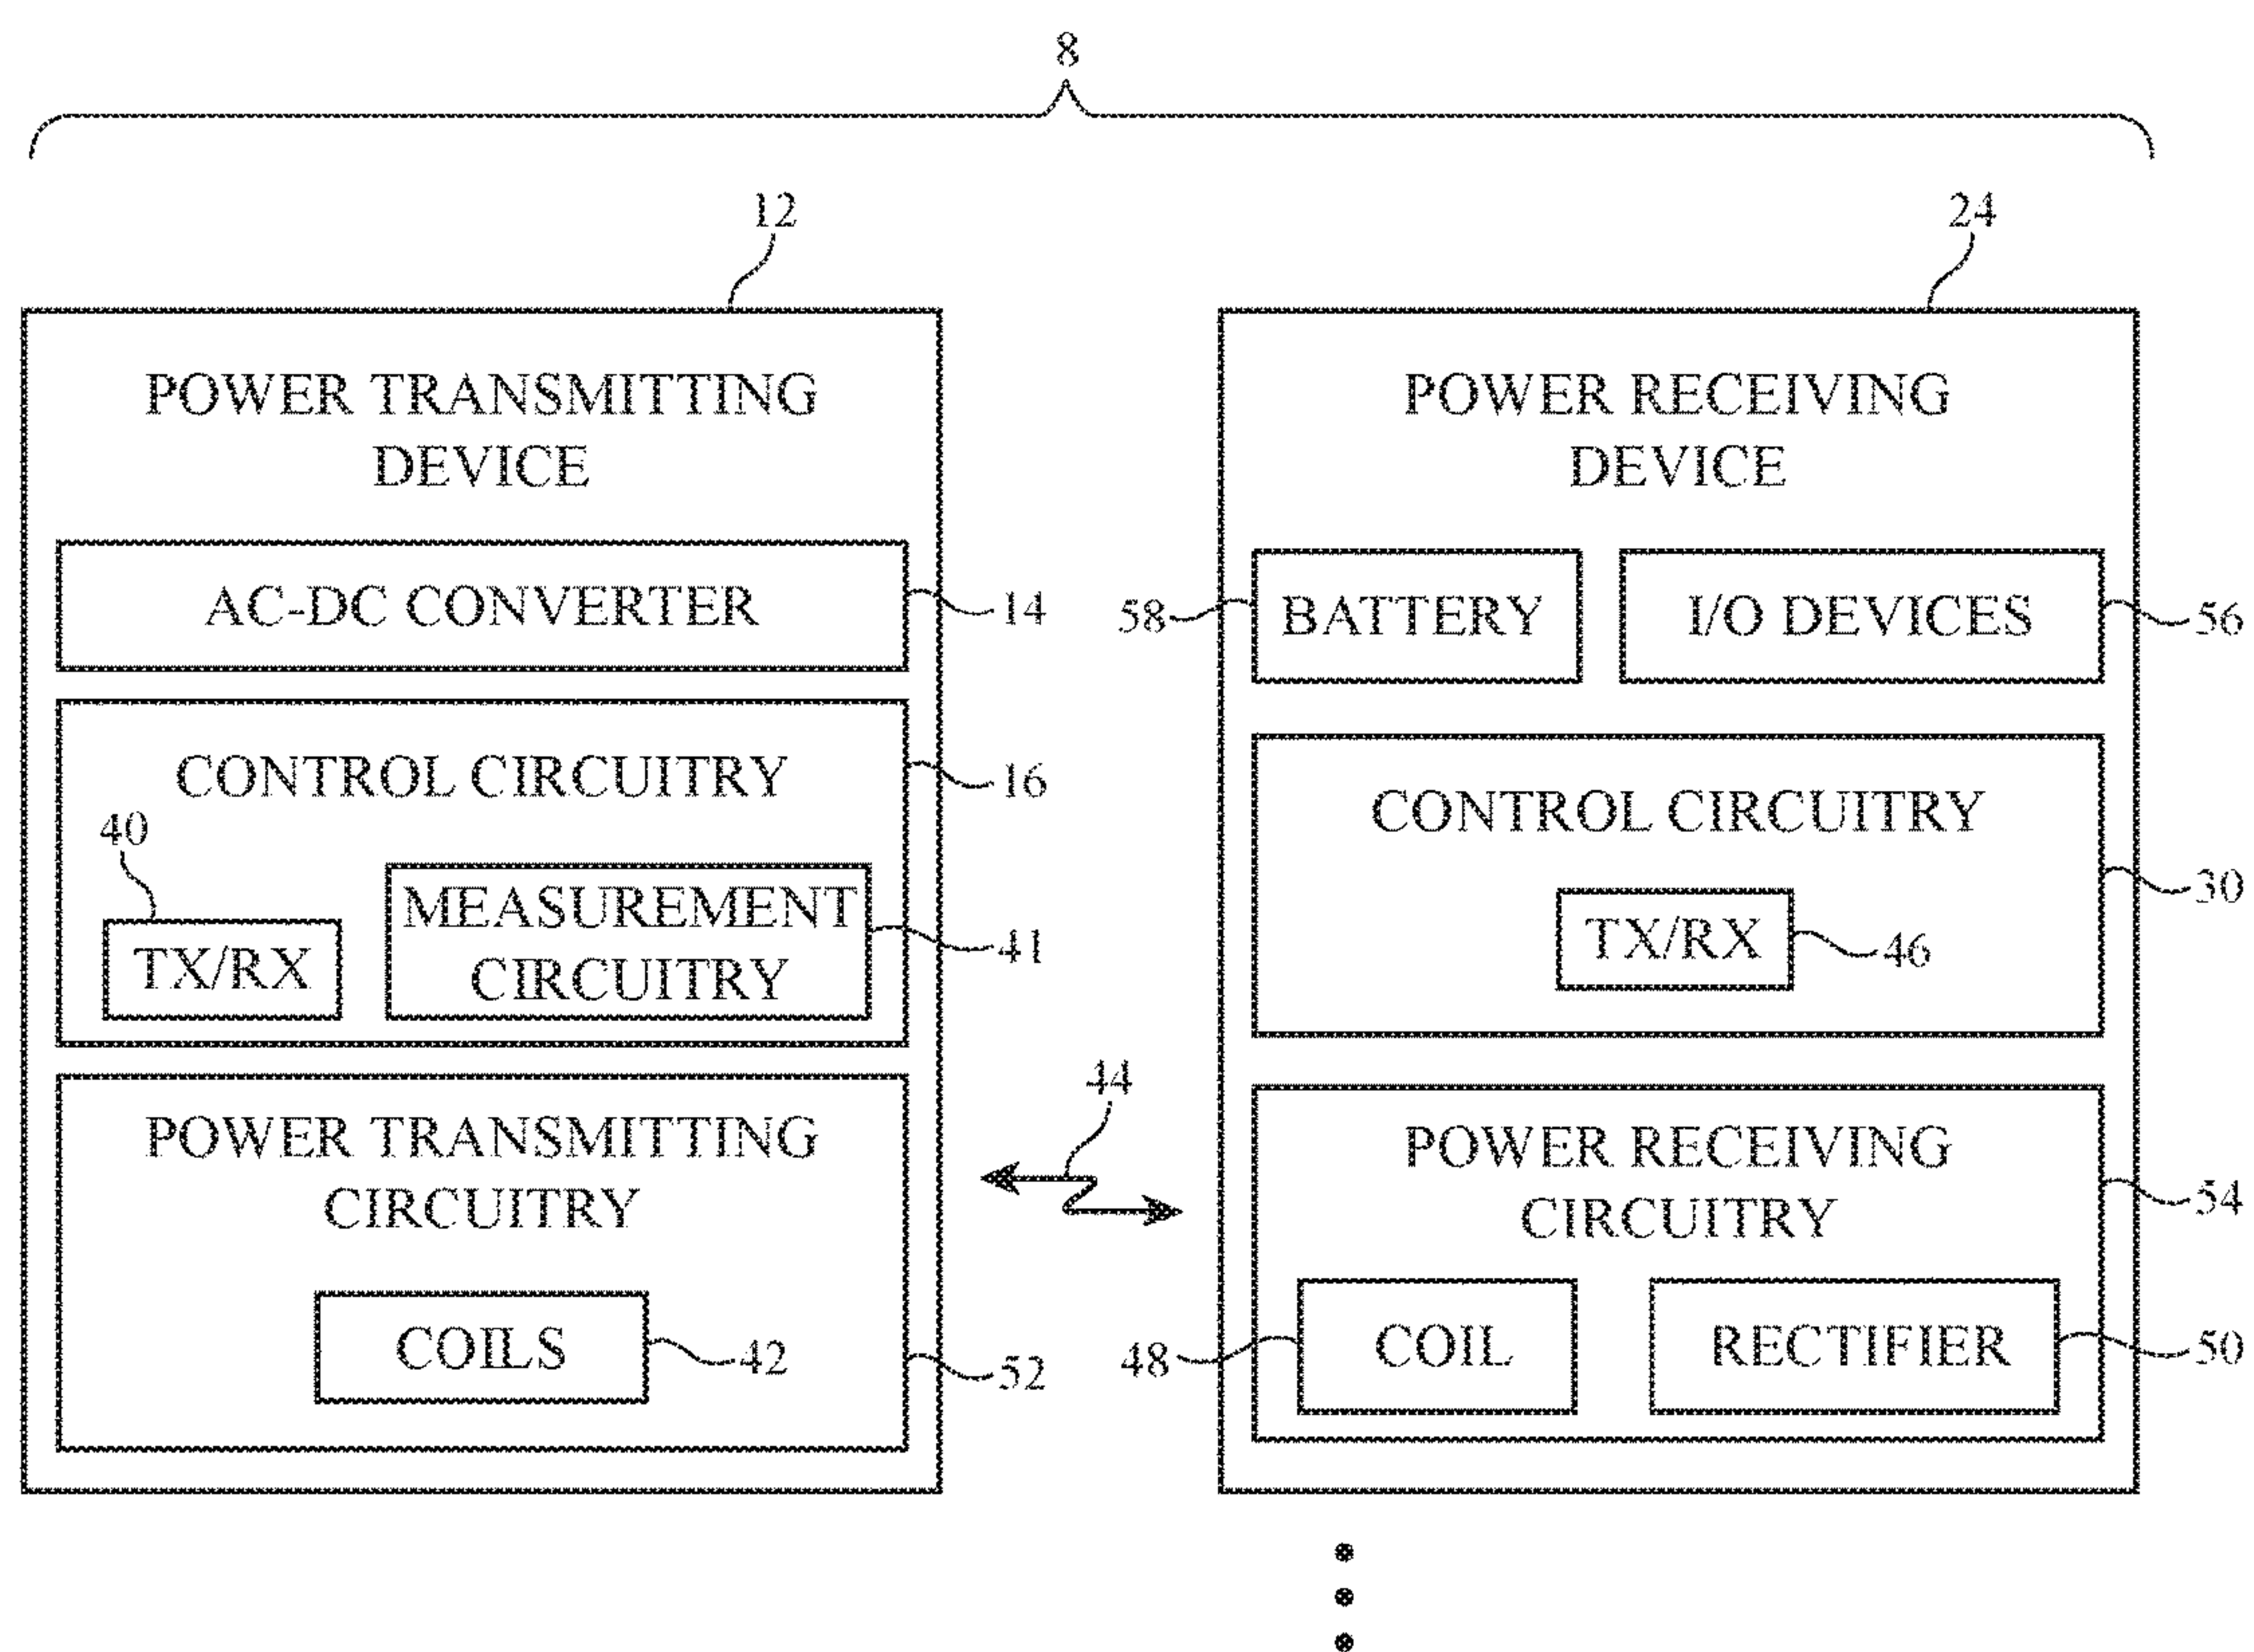 8
12
24
POWER TRANSMITTING
DEVICE
AC-DC CONVERTER
14
CONTROL CIRCUITRY
16
40
TX/RX
MEASUREMENT
CIRCUITRY
41
POWER TRANSMITTING
CIRCUITRY
COILS
42
52
44
POWER RECEIVING
DEVICE
58
BATTERY
I/O DEVICES
56
CONTROL CIRCUITRY
30
TX/RX
46
POWER RECEIVING
CIRCUITRY
54
48
COIL
RECTIFIER
50